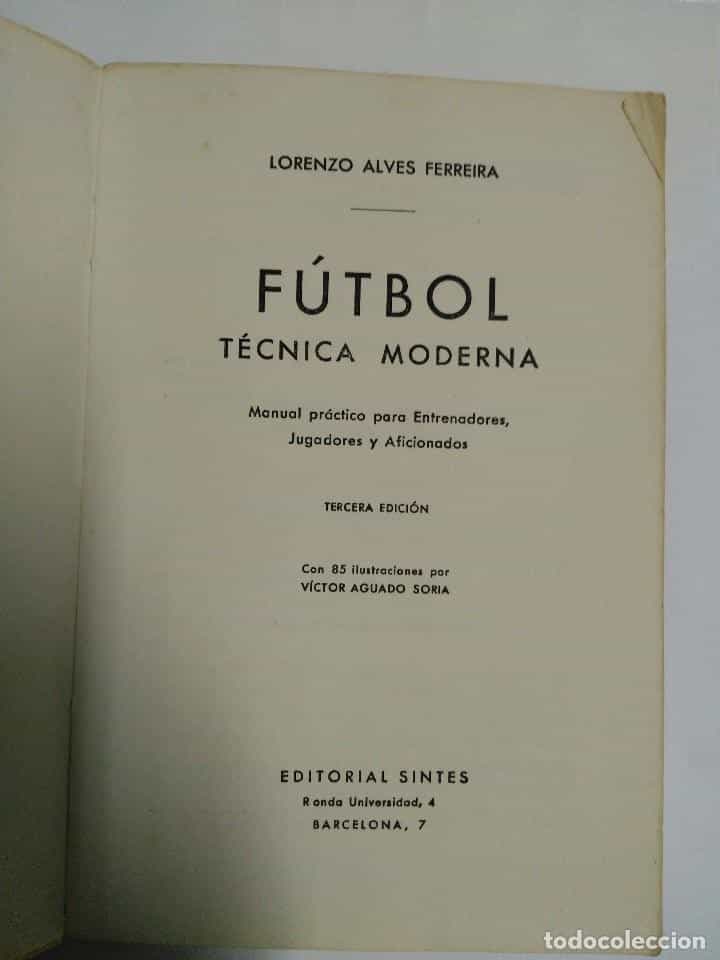 LORENZO ALVES FERREIRA
FÚTBOL
TÉCNICA MODERNA
Manual práctico para Entrenadores,
Jugadores y Aficionados
TERCERA EDICIÓN
Con 85 ilustraciones por
VÍCTOR AGUADO SORIA
EDITORIAL SINTES
Ronda Universidad, 4
BARCELONA, 7
todocoleccion